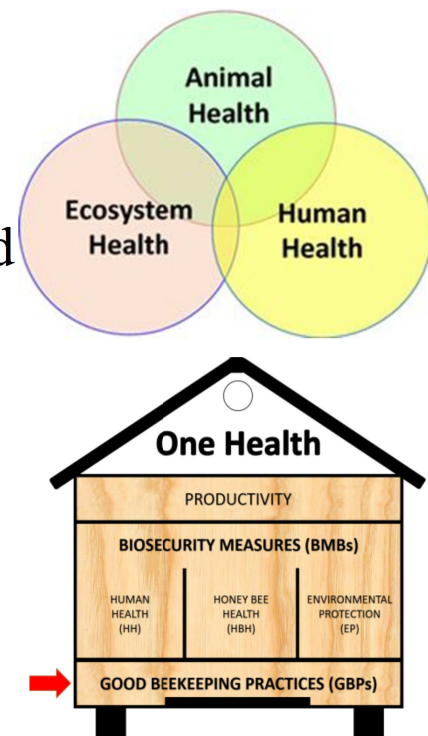 Animal
Health
Ecosystem
Health
Human
Health
d
One Health
PRODUCTIVITY
BIOSECURITY MEASURES (BMBs)
HUMAN
HEALTH
(HH)
HONEY BEE
HEALTH
(HBH)
ENVIRONMENTAL
PROTECTION
(EP)
GOOD BEEKEEPING PRACTICES (GBPs)